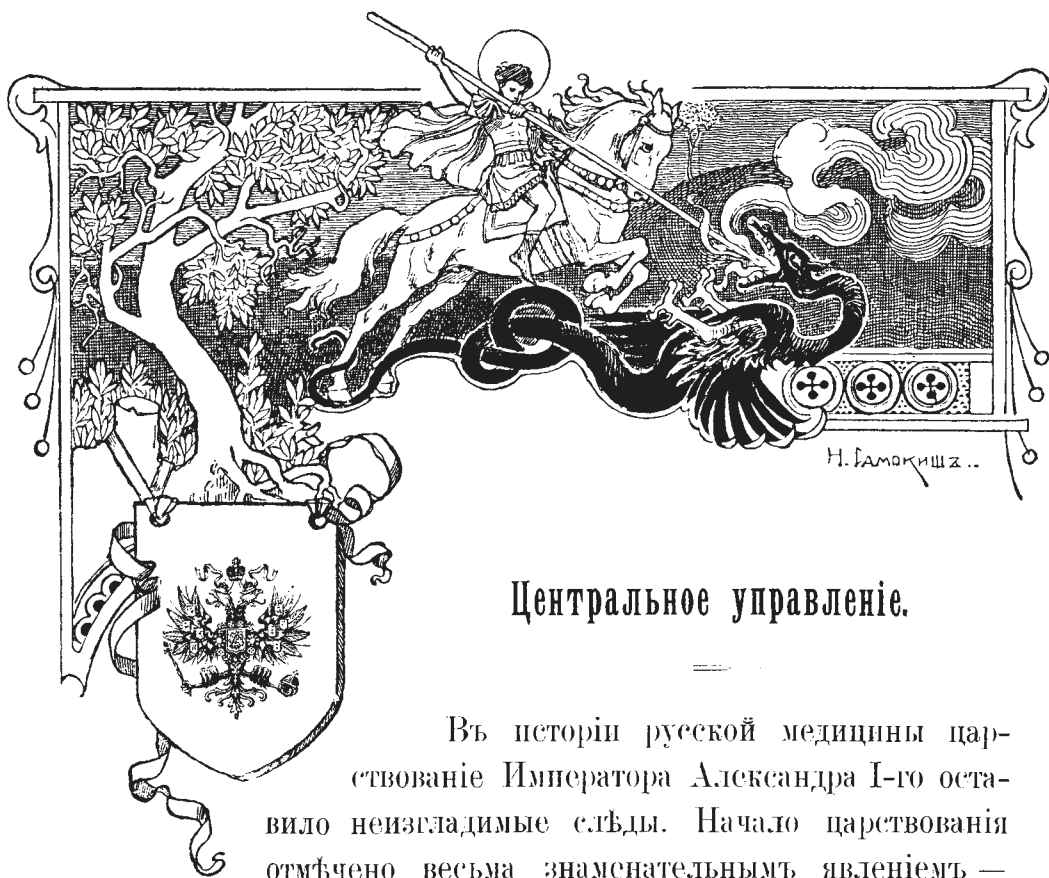 Н. Самокишъ..
Центральное управленіе.
Въ исторіи русской медицины цар-
ствованіе Императора Александра I-го оста-
вило неизгладимые слѣды. Начало царствованія
отмѣчено весьма знаменательнымъ явленіемъ —